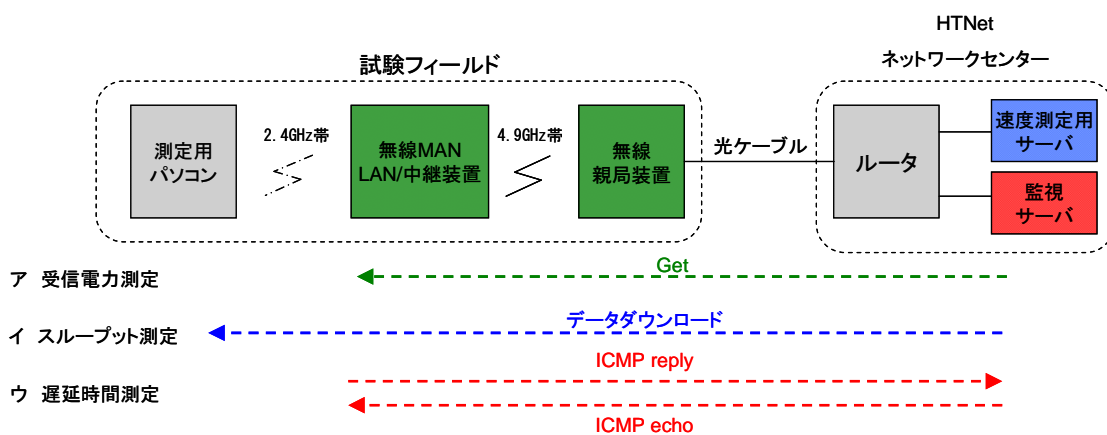 HTNet
ネットワークセンター
試験フィールド
測定用
パソコン
2.4GHz帯
無線MAN
LAN/中継装置
4.9GHz帯
無線
親局装置
光ケーブル
ルータ
速度測定用
サーバ
監視
サーバ
ア 受信電力測定
Get
イ スループット測定
データダウンロード
ウ 遅延時間測定
ICMP reply
ICMP echo